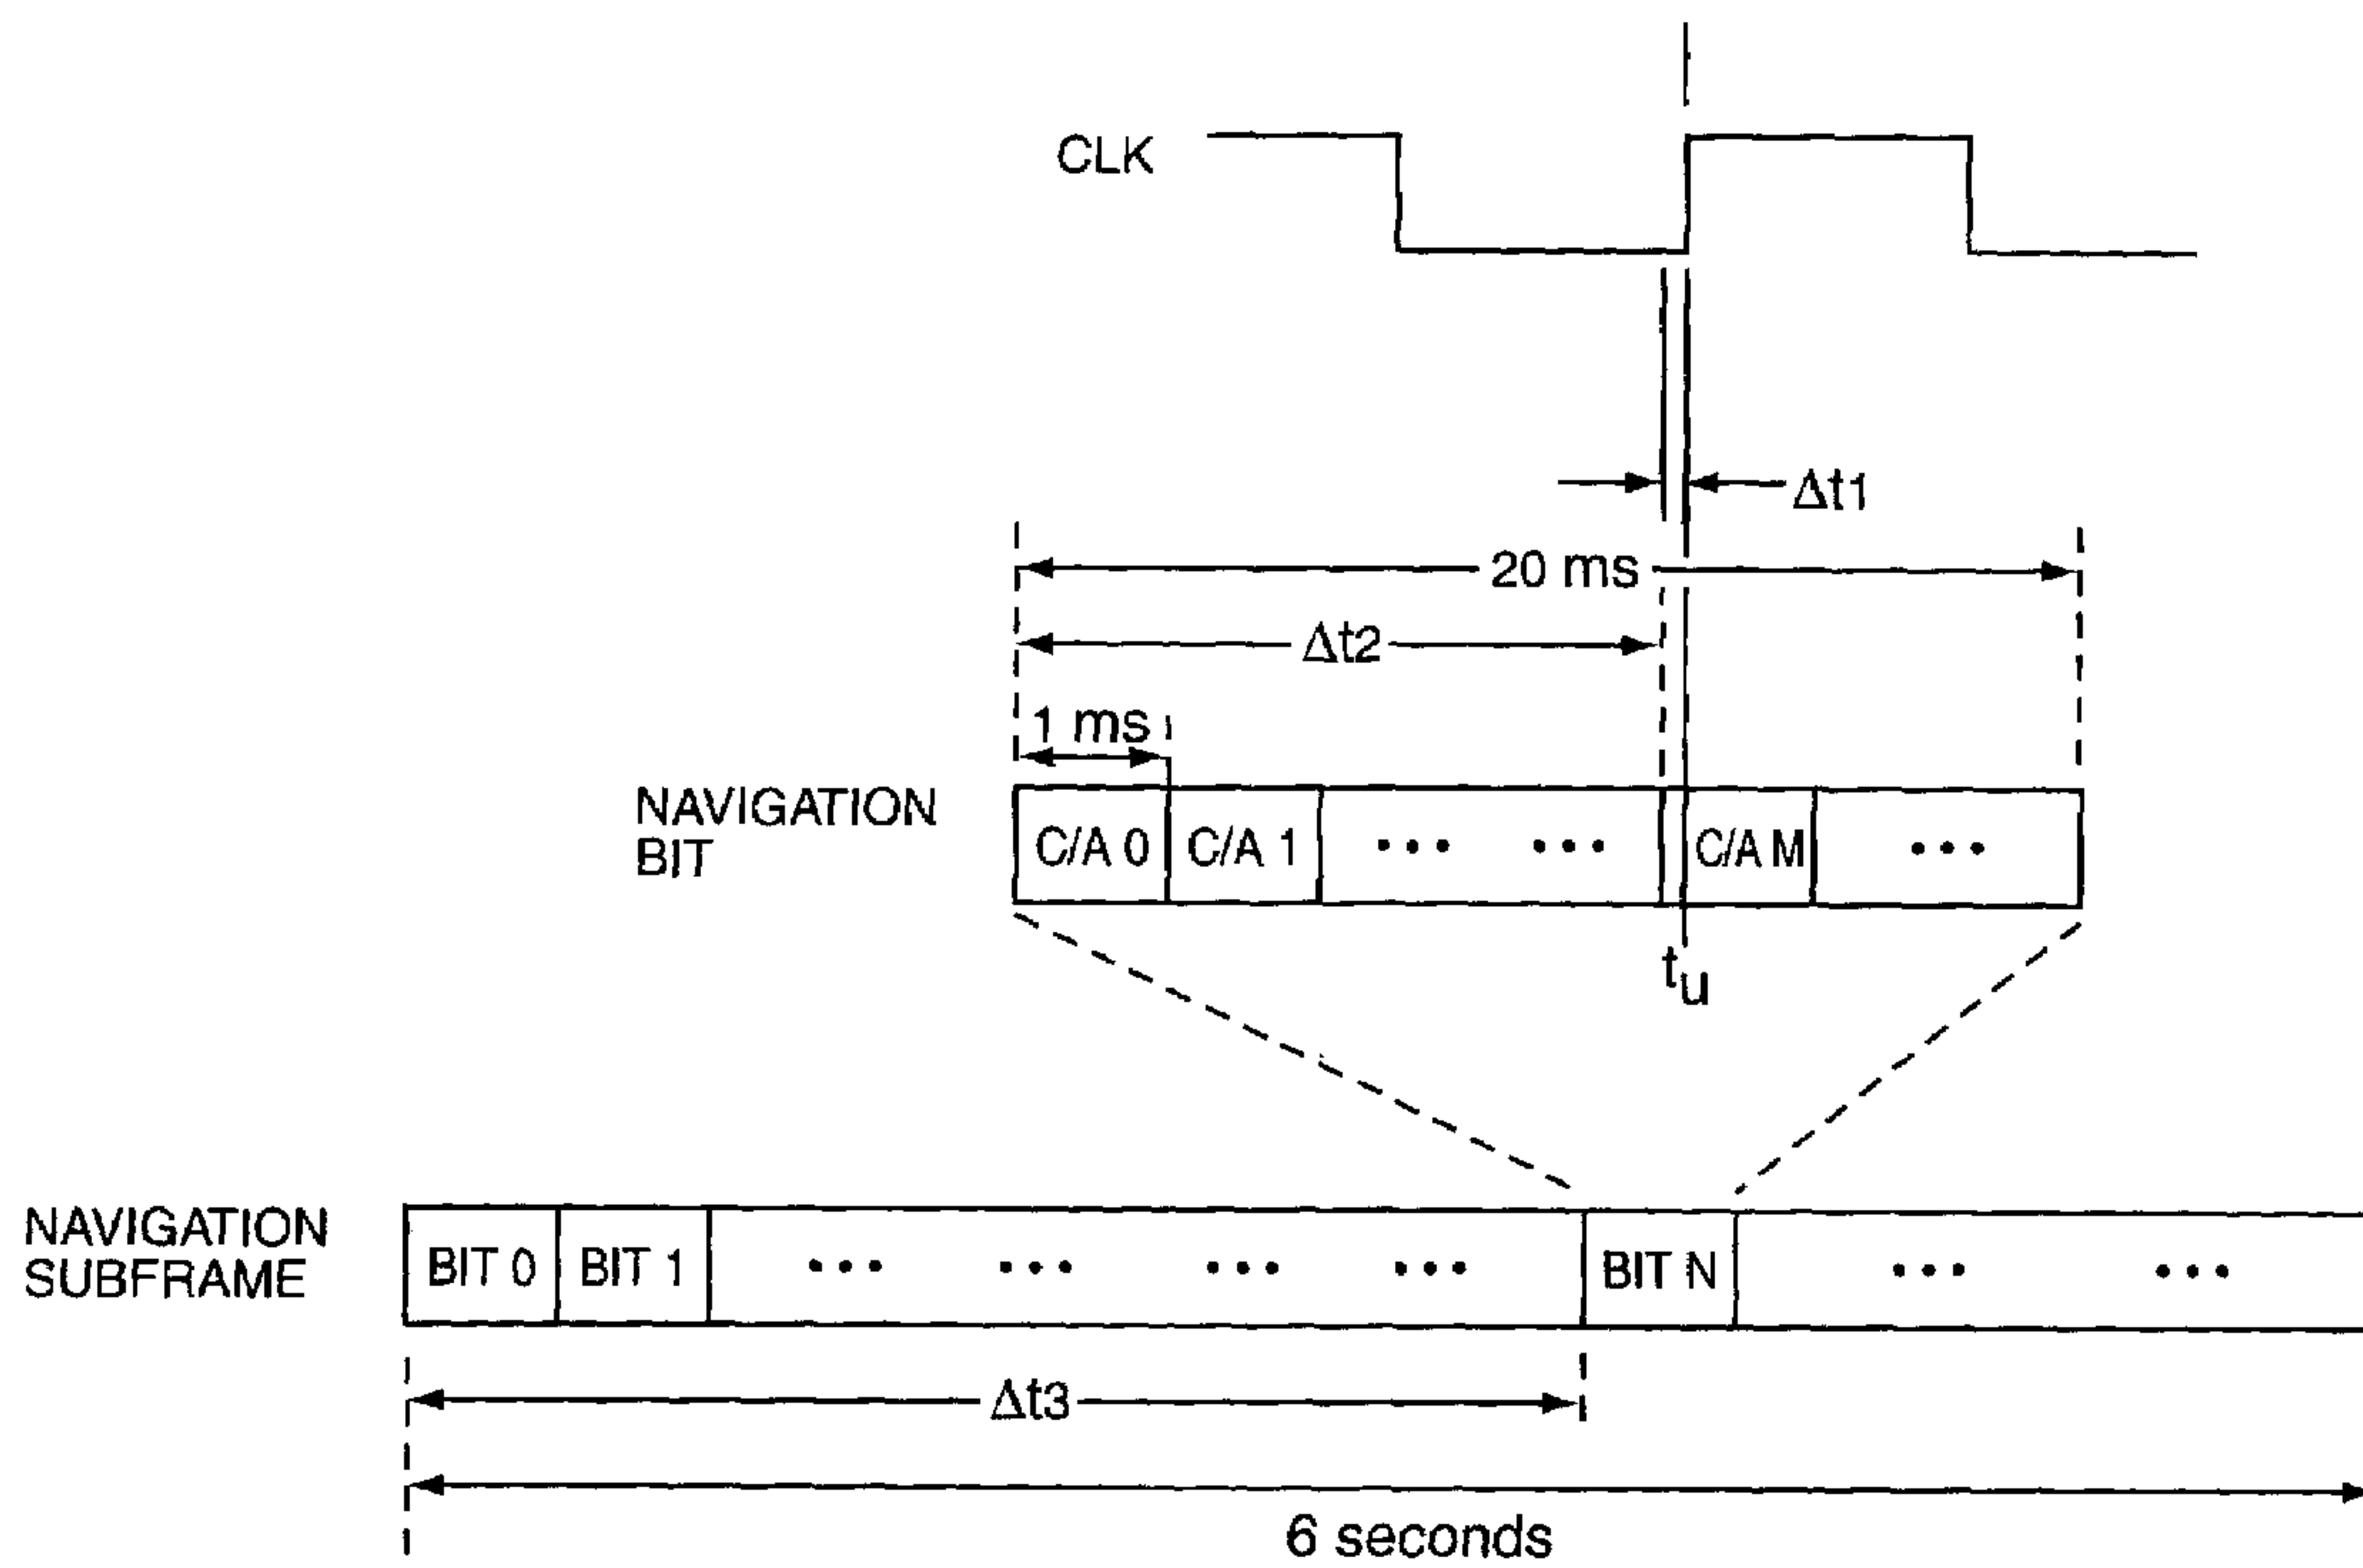 CLK
Δt1
20 ms
Δt2
1 ms
NAVIGATION
BIT
C/A 0 C/A 1 ••• ••• C/A M •••
tu
NAVIGATION
SUBFRAME
BIT 0 BIT 1 ••• ••• ••• ••• BIT N ••• •••
Δt3
6 seconds